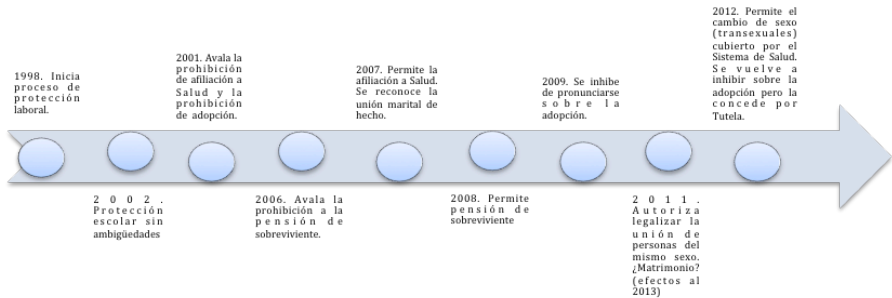 1998. Inicia
proceso de
protección
laboral.
2002.
Protección
escolar sin
ambigüedades
2001. Avala la
prohibición
de afiliación a
Salud y la
prohibición
de adopción.
2006. Avala la
prohibición a la
pensión de
sobreviviente.
2007. Permite la
afiliación a Salud.
Se reconoce la
unión marital de
hecho.
2008. Permite
pensión de
sobreviviente
2009. Se inhibe
de pronunciarse
sobre la
adopción.
2011.
Autoriza
legalizar la
unión de
personas del
mismo sexo.
¿Matrimonio?
(efectos al
2013)
2012. Permite el
cambio de sexo
(transexuales)
cubierto por el
Sistema de Salud.
Se vuelve a
inhibir sobre la
adopción pero la
concede por
Tutela.